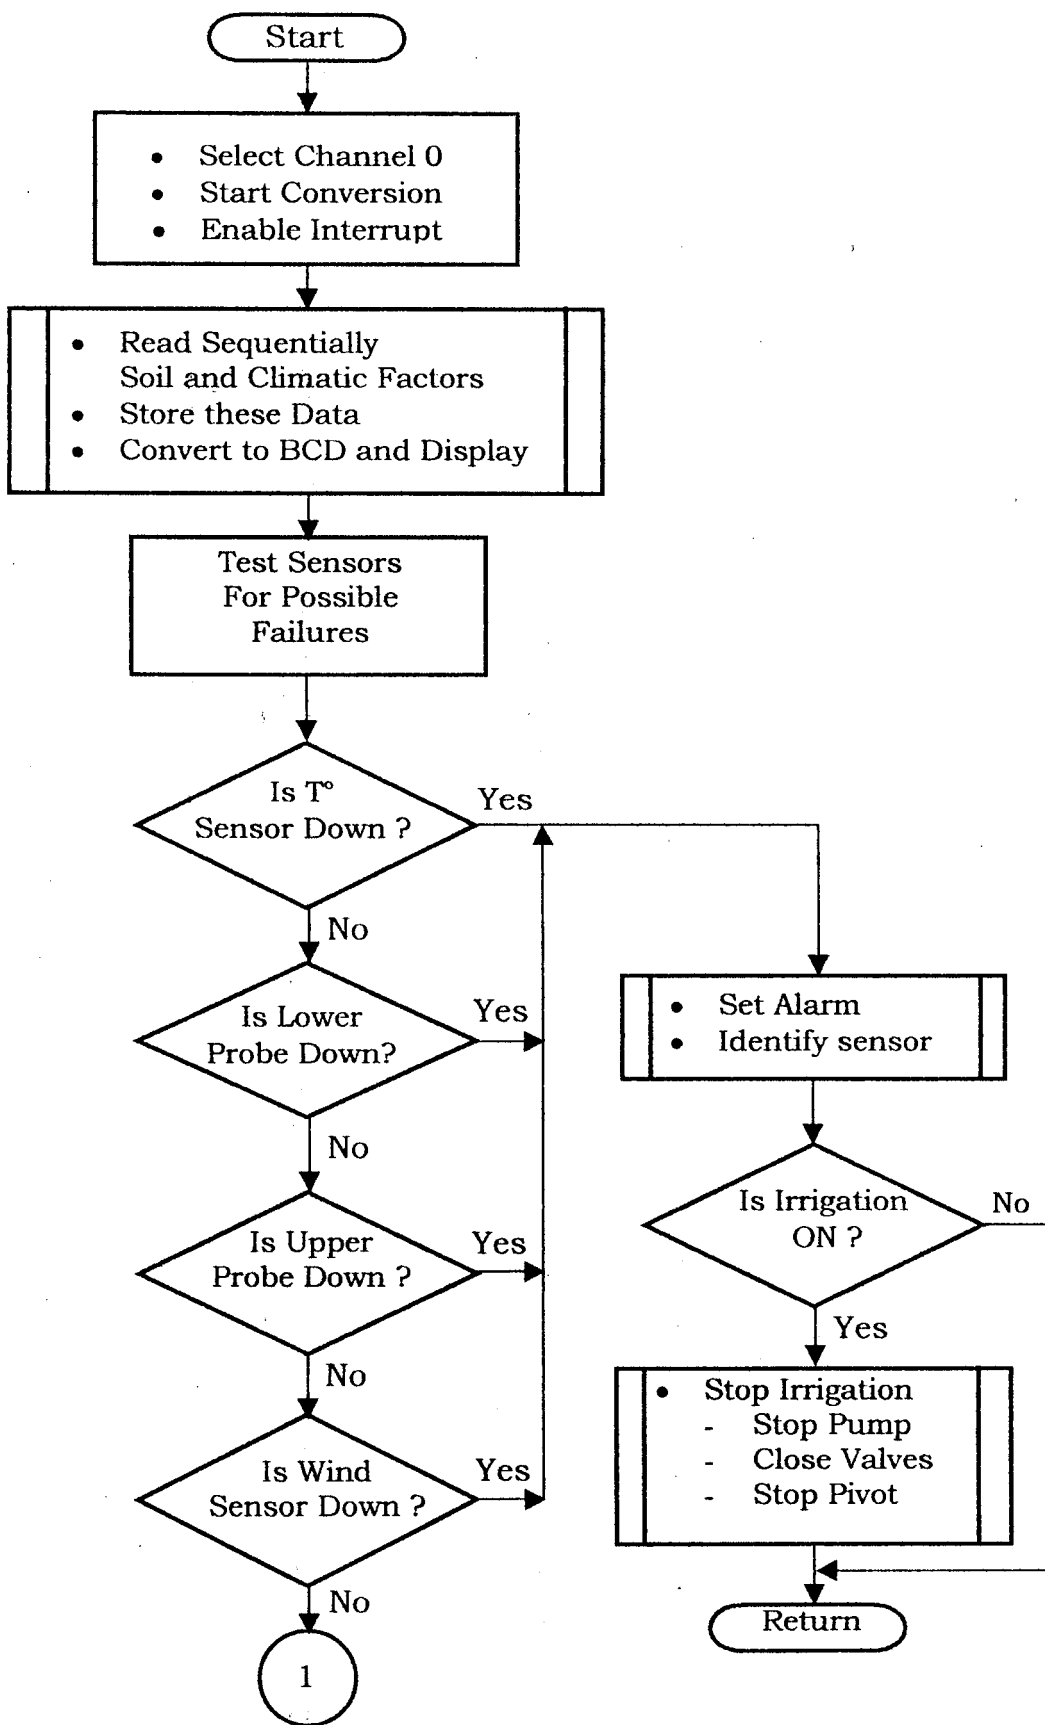 Start
• Select Channel 0
• Start Conversion
• Enable Interrupt
• Read Sequentially
Soil and Climatic Factors
• Store these Data
• Convert to BCD and Display
Test Sensors
For Possible
Failures
Is T°
Sensor Down ?
Yes
No
Is Lower
Probe Down?
Yes
No
Is Upper
Probe Down ?
Yes
No
Is Wind
Sensor Down ?
Yes
No
1
• Set Alarm
• Identify sensor
Is Irrigation
ON ?
No
Yes
• Stop Irrigation
- Stop Pump
- Close Valves
- Stop Pivot
Return